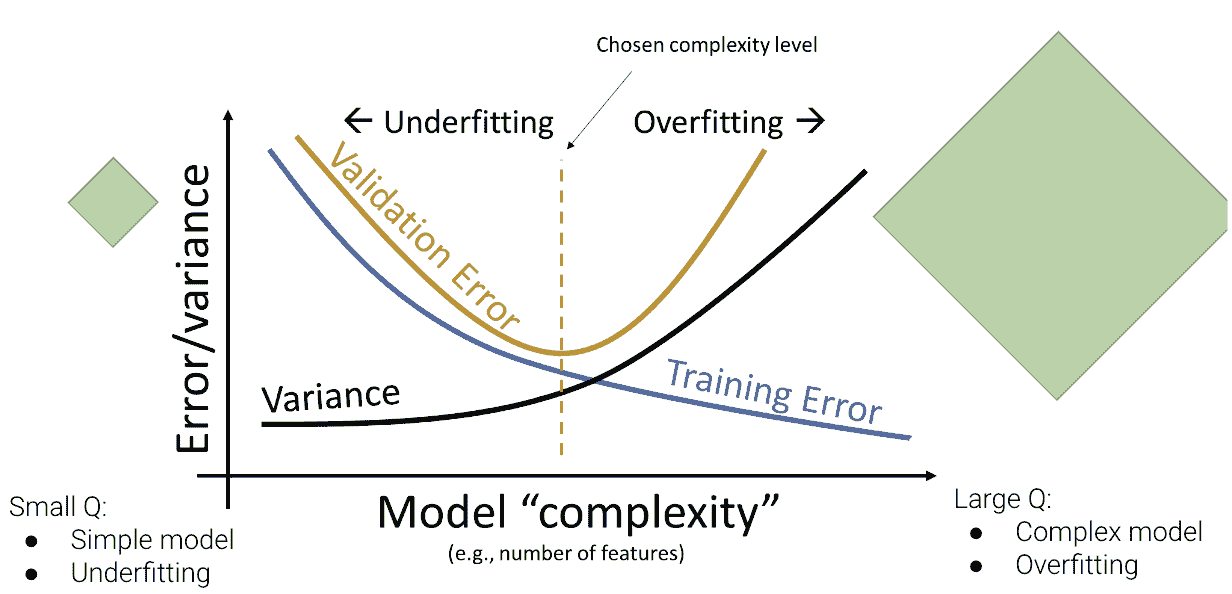 Chosen complexity level
← Underfitting
Overfitting →
Validation Error
Error/variance
Variance
Training Error
Small Q:
● Simple model
● Underfitting
Model “complexity”
(e.g., number of features)
Large Q:
● Complex model
● Overfitting